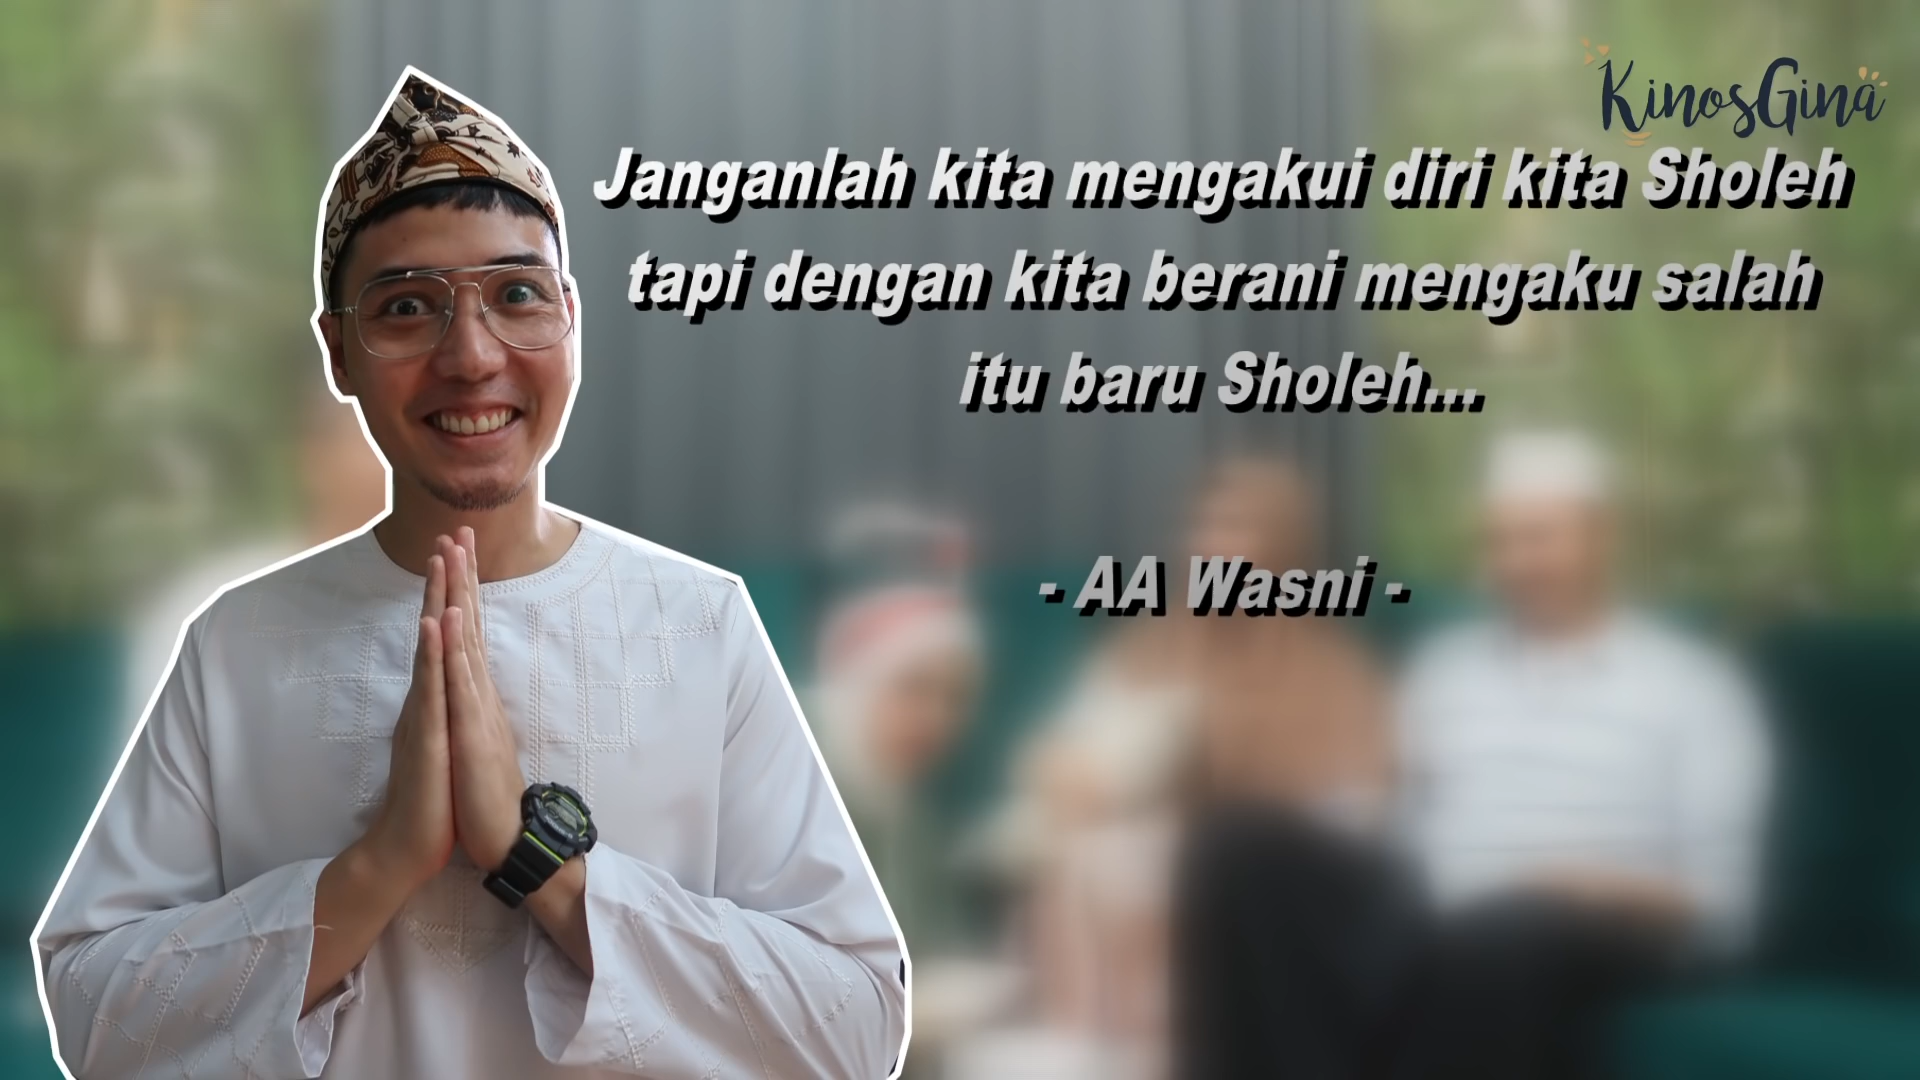 KinosGina
Janganlah kita mengakui diri kita Sholeh
tapi dengan kita berani mengaku salah
itu baru Sholeh...
- AA Wasni -